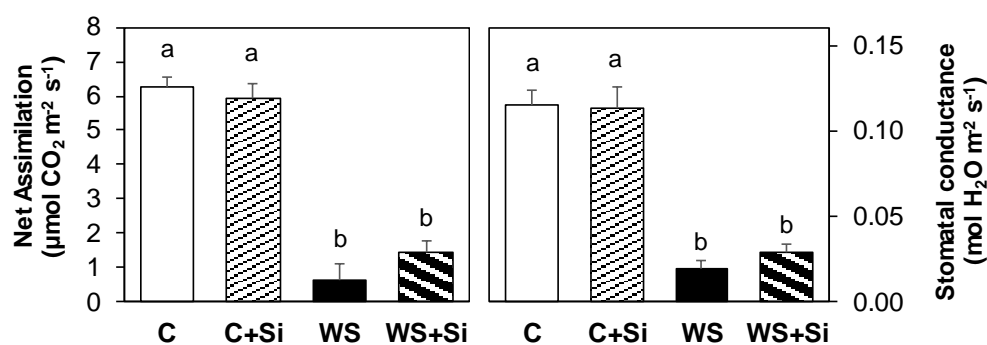 Net Assimilation
(µmol CO₂ m⁻² s⁻¹)
8
7
6
5
4
3
2
1
0
a
a
b
b
C
C+Si
WS
WS+Si
a
a
b
b
C
C+Si
WS
WS+Si
0.15
0.10
0.05
0.00
Stomatal conductance
(mol H₂O m⁻² s⁻¹)